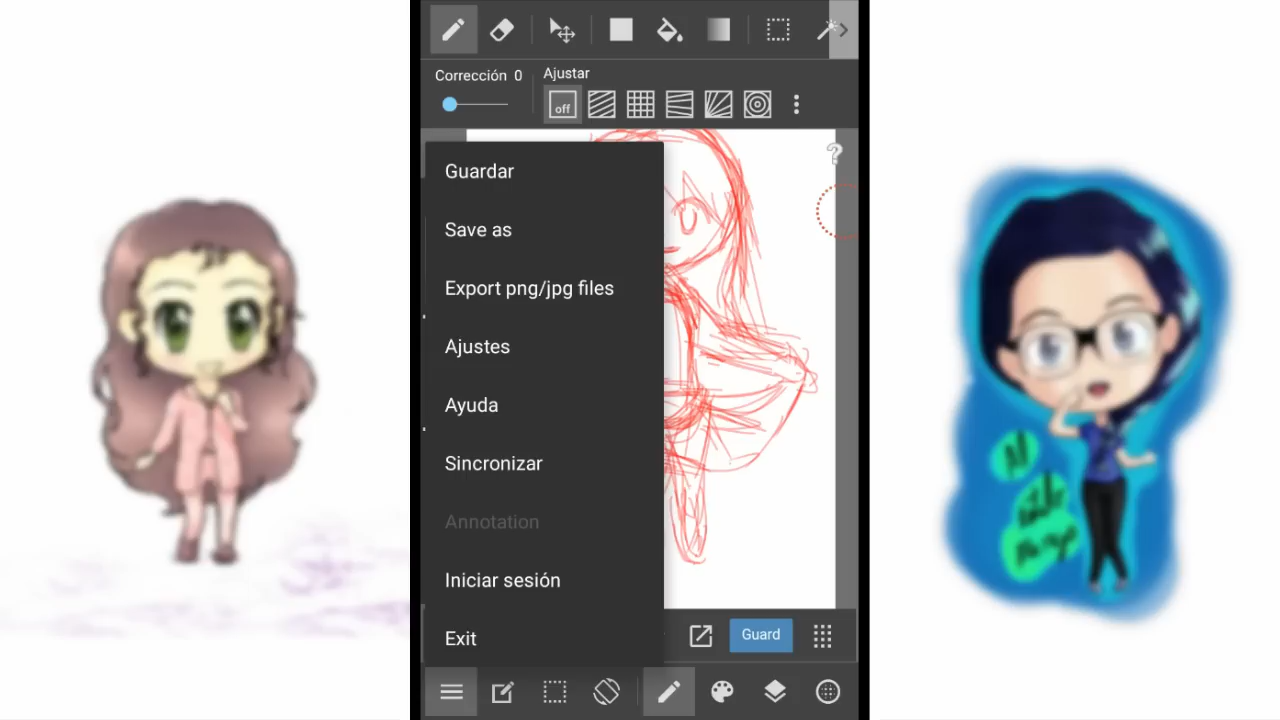 Corrección 0
Ajustar
off
Guardar
Save as
Export png/jpg files
Ajustes
Ayuda
Sincronizar
Annotation
Iniciar sesión
Exit
Guard